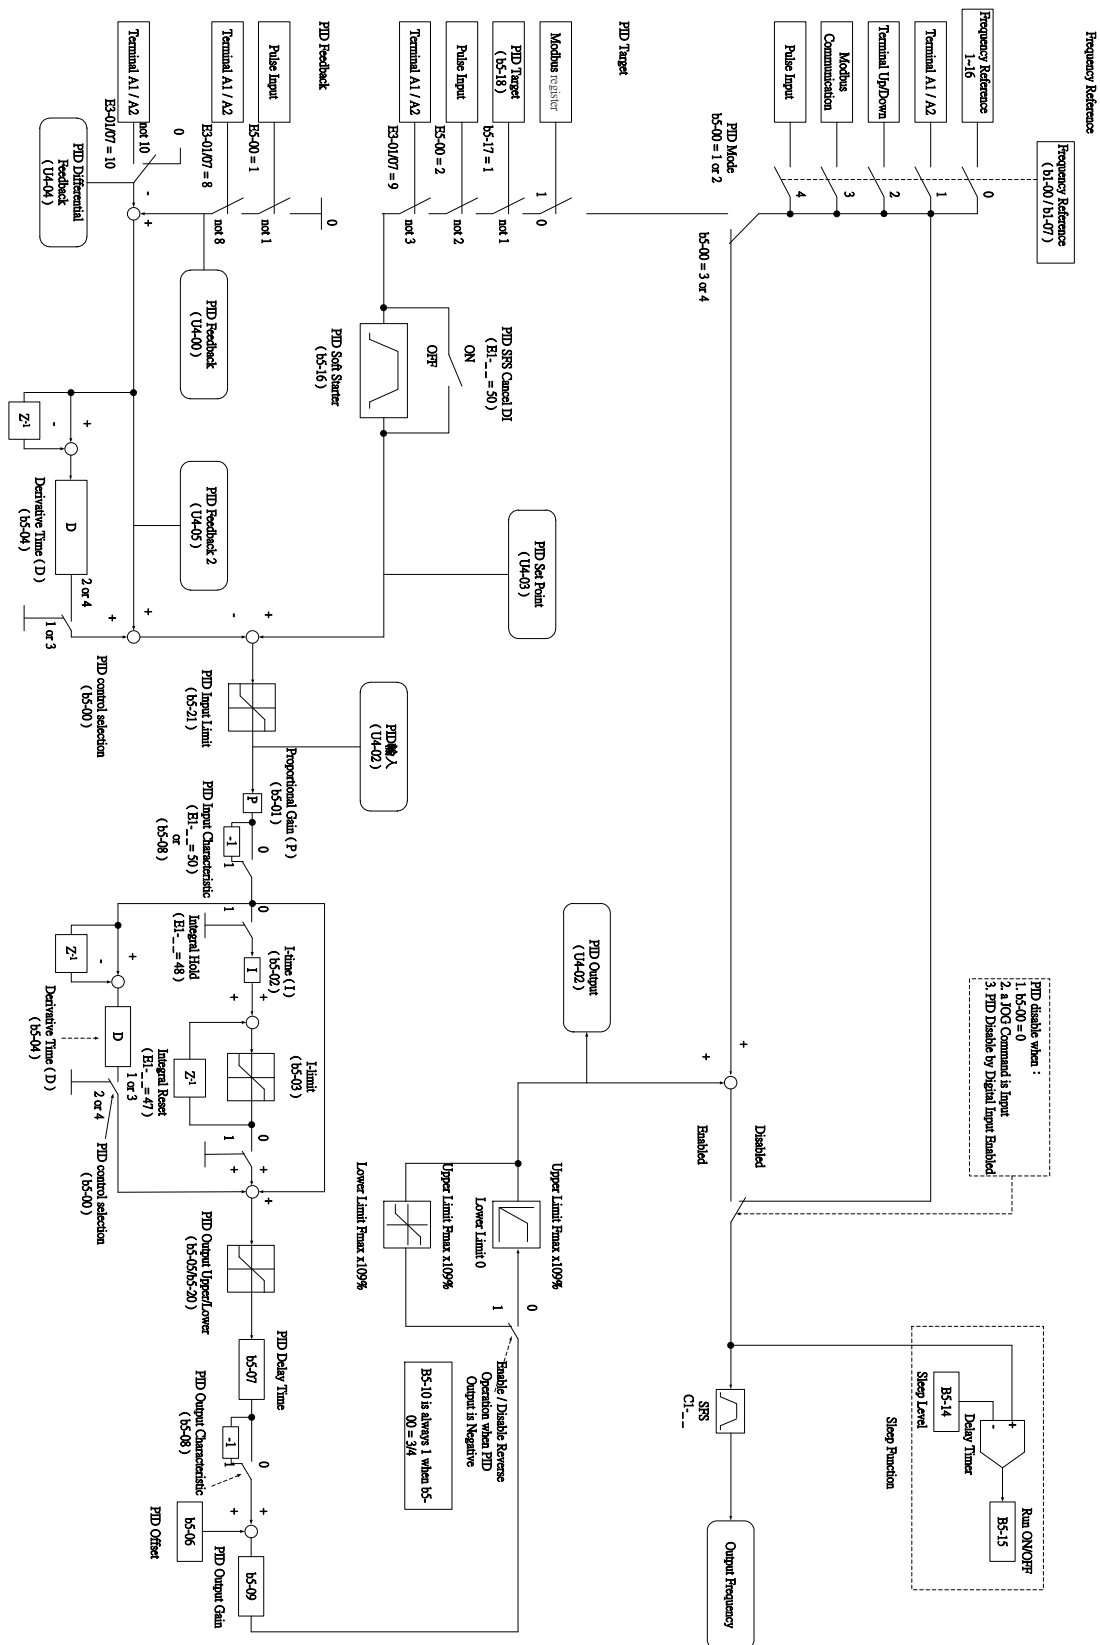 Frequency Reference
Frequency Reference
( b1-00 / b1-07 )
Frequency Reference
1~16
Terminal A1 / A2
Terminal Up/Down
Modbus
Communication
Pulse Input
0
1
2
3
4
PID Mode
b5-00 = 1 or 2
b5-00 = 3 or 4
PID disable when :
1. b5-00 = 0
2. a JOG Command is Input
3. PID Disable by Digital Input Enabled
+
+
Disabled
Enabled
Run ON/OFF
B5-15
+
-
Delay Timer
B5-14
Sleep Level
Sleep Function
SFS
C1-_ _
Output Frequency
PID Target
Modbus register
PID Target
( b5-18 )
Pulse Input
Terminal A1 / A2
1
0
b5-17 = 1
not 1
E5-00 = 2
not 2
E3-01/07 = 9
not 3
PID SFS Cancel DI
( E1-_ _ = 50 )
ON
OFF
PID Soft Starter
( b5-16 )
PID Set Point
( U4-03 )
PID Output
( U4-02 )
Upper Limit Fmax x109%
Lower Limit 0
Upper Limit Fmax x109%
Lower Limit Fmax x109%
0
1
Enable / Disable Reverse
Operation when PID
Output is Negative
B5-10 is always 1 when b5-
00 = 3/4
PID Feedback
Pulse Input
Terminal A1 / A2
Terminal A1 / A2
0
E5-00 = 1
not 1
E3-01/07 = 8
not 8
0
not 10
E3-01/07 = 10
-
+
PID Differential
Feedback
( U4-04 )
PID Feedback
( U4-00 )
PID Feedback 2
( U4-05 )
+
-
Z-1
D
Derivative Time ( D )
( b5-04 )
2 or 4
1 or 3
+
+
PID control selection
( b5-00 )
+
-
PID Input Limit
( b5-21 )
PID輸入
( U4-02 )
Proportional Gain ( P )
( b5-01 )
P
-1
0
1
PID Input Characteristic
( E1-_ _ = 50 )
or
( b5-08 )
0
1
Integral Hold
( E1-_ _ = 48 )
I-time ( I )
( b5-02 )
I
+
+
I-limit
( b5-03 )
Z-1
Integral Reset
( E1-_ _ = 47 )
0
1
+
-
Z-1
D
Derivative Time ( D )
( b5-04 )
1 or 3
2 or 4
PID control selection
( b5-00 )
+
+
+
PID Output Upper/Lower
( b5-05/b5-20 )
PID Delay Time
b5-07
-1
0
1
PID Output Characteristic
( b5-08 )
+
+
b5-06
PID Offset
b5-09
PID Output Gain